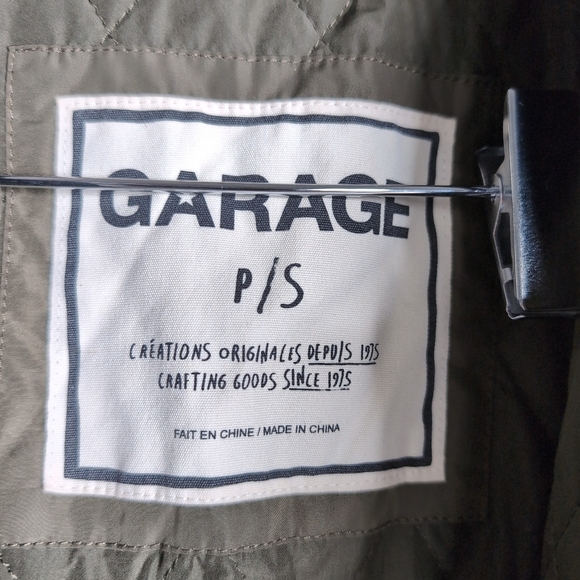 GARAGE
P/S
CRÉATIONS ORIGINALES DEPUIS 1975
CRAFTING GOODS SINCE 1975
FAIT EN CHINE / MADE IN CHINA